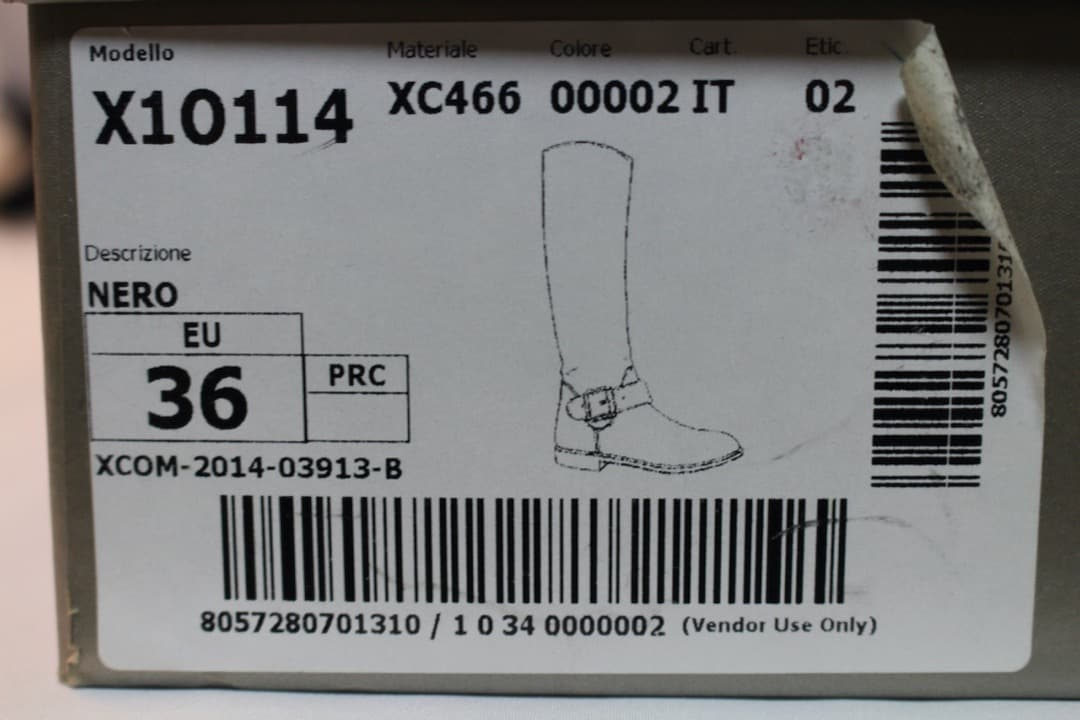 Modello Materiale Colore Cart. Etic.
X10114 XC466 00002 IT 02
Descrizione
NERO
EU
36 PRC
XCOM-2014-03913-B
8057280701310 / 1 0 34 0000002 (Vendor Use Only)
805728070131